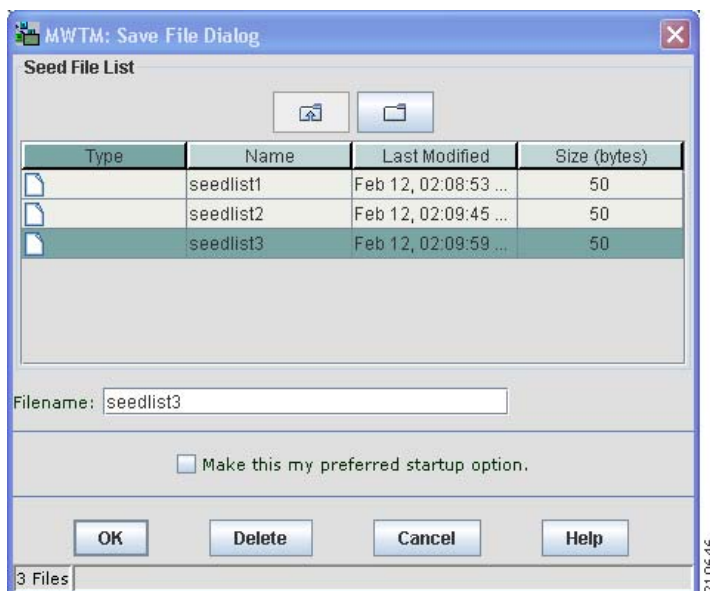 MWTM: Save File Dialog
Seed File List
Type Name Last Modified Size (bytes)
seedlist1 Feb 12, 02:08:53 ... 50
seedlist2 Feb 12, 02:09:45 ... 50
seedlist3 Feb 12, 02:09:59 ... 50
Filename: seedlist3
Make this my preferred startup option.
OK Delete Cancel Help
3 Files